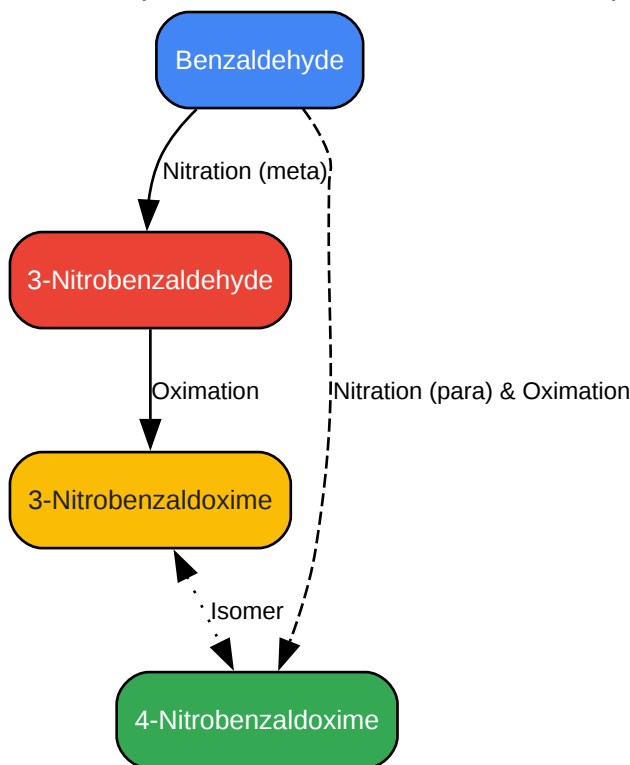 Benzaldehyde
Nitration (meta)
3-Nitrobenzaldehyde
Oximation
Nitration (para) & Oximation
3-Nitrobenzaldoxime
Isomer
4-Nitrobenzaldoxime